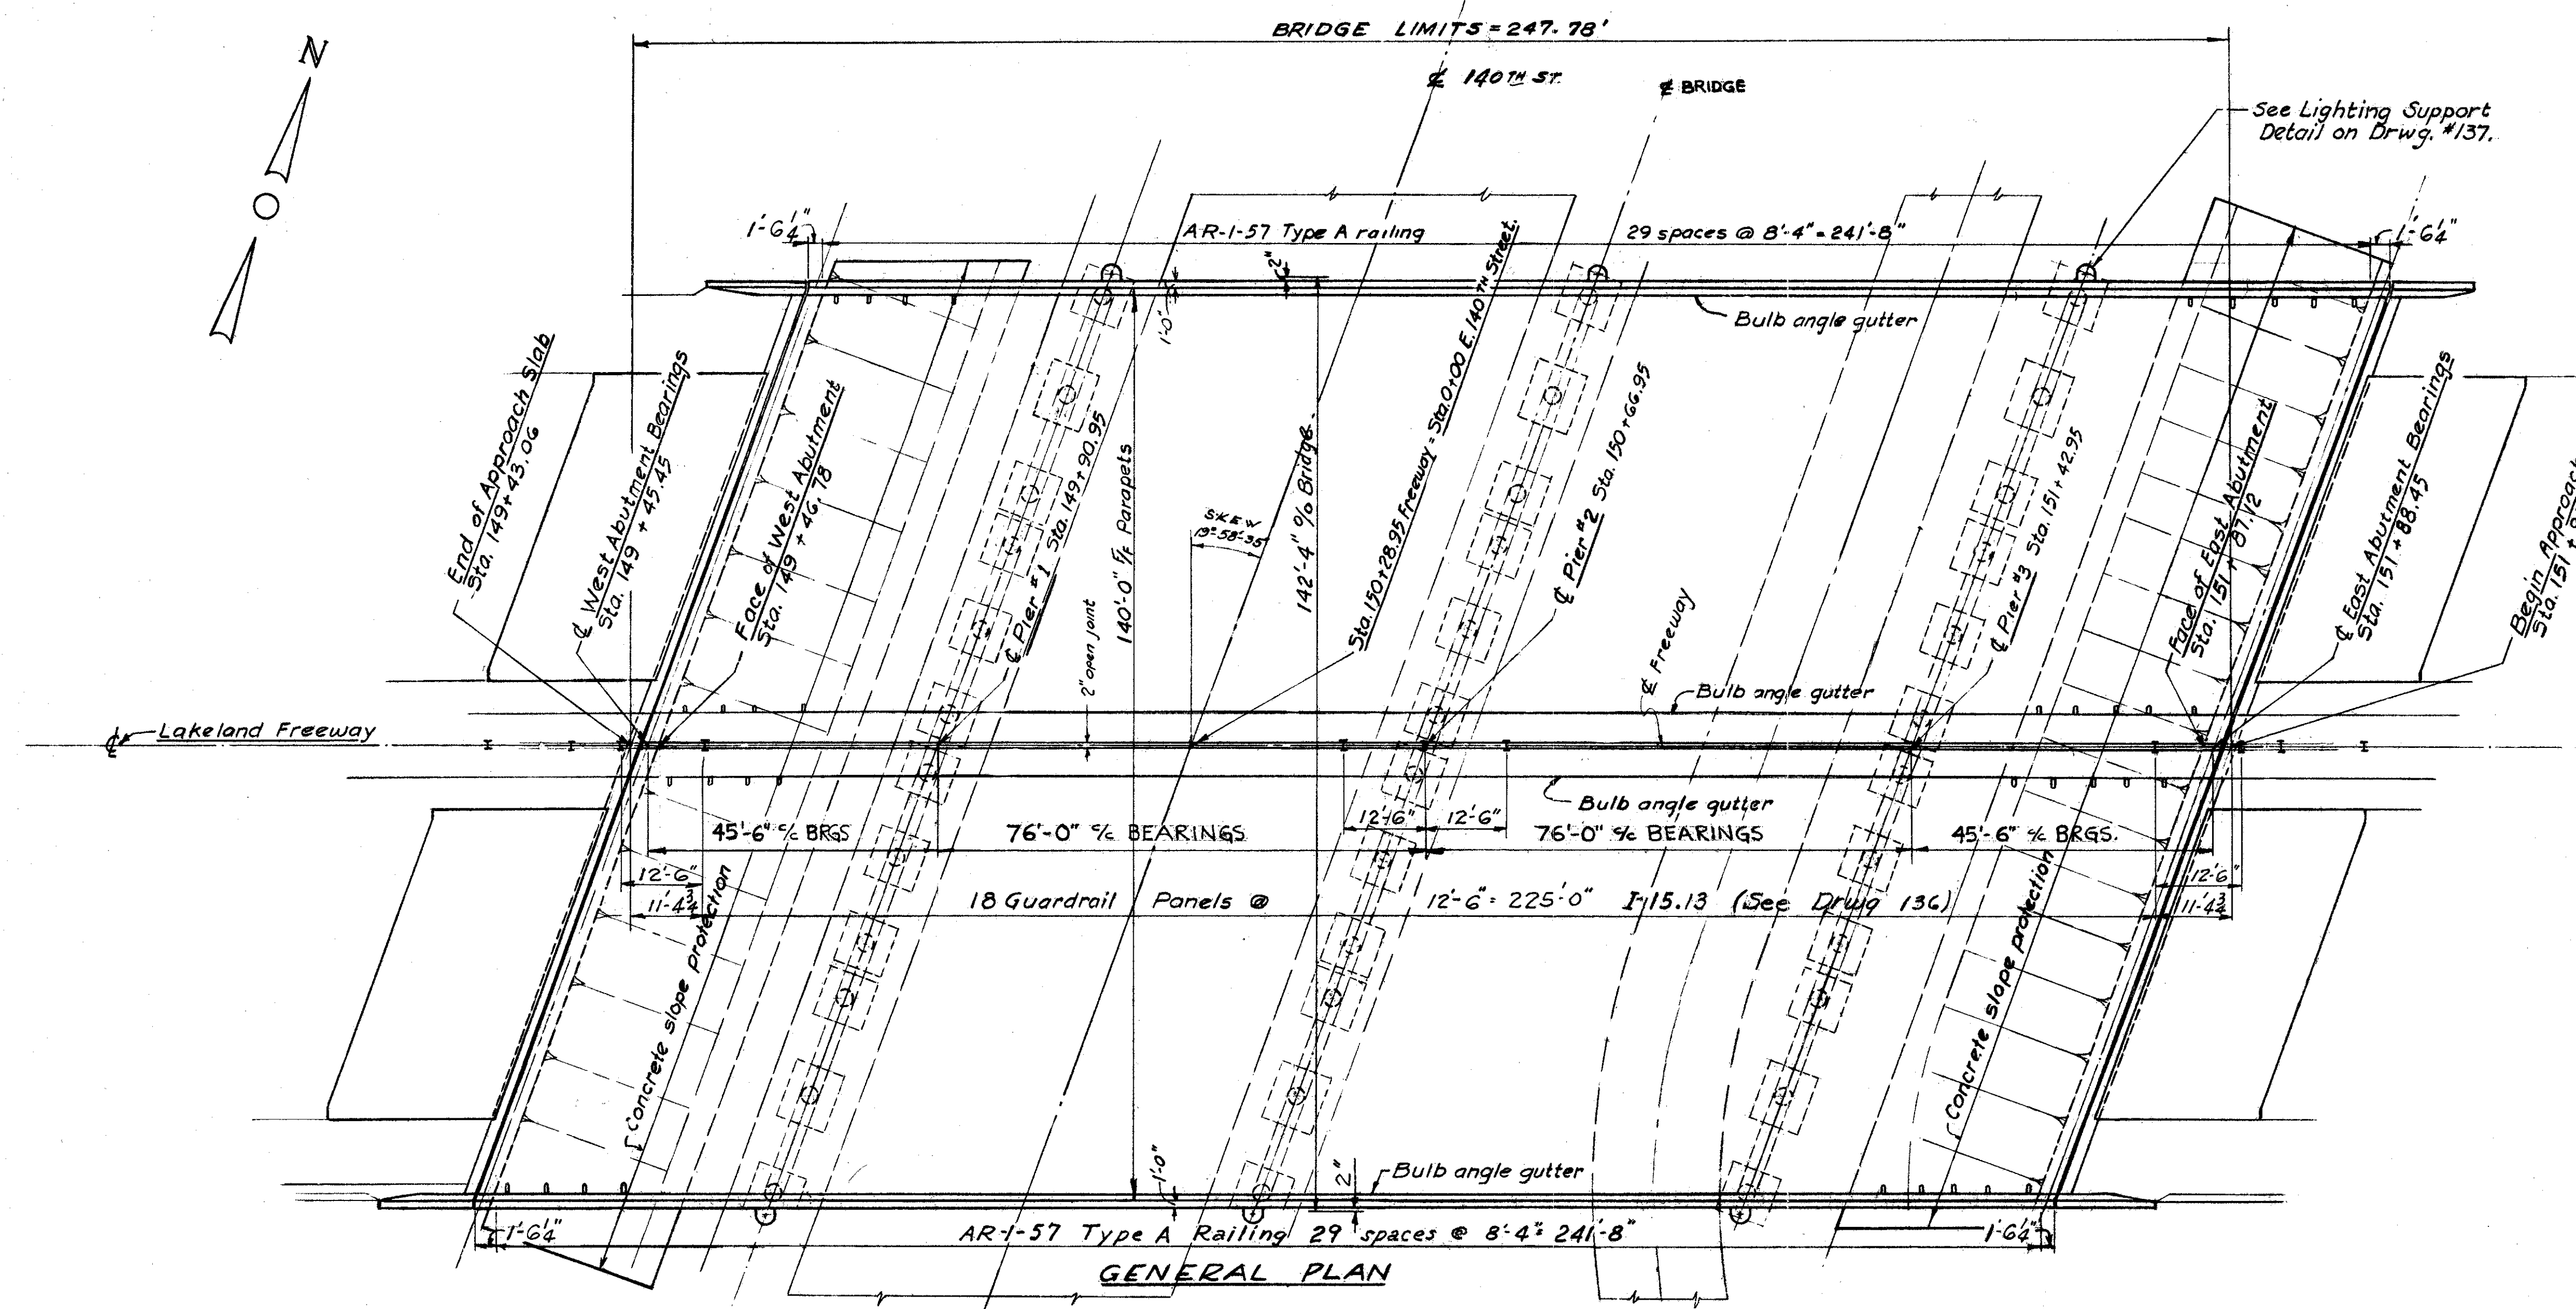 BRIDGE LIMITS = 247.78'
N
℄ 140TH ST.
℄ BRIDGE
See Lighting Support
Detail on Drwg. #137.
1'-6¼"
AR-1-57 Type A railing
29 spaces @ 8'-4" = 241'-8"
1'-6¼"
2"
1'-0"
Bulb angle gutter
End of Approach Slab
Sta. 149+43.06
℄ West Abutment Bearings
Sta. 149 + 45.45
Face of West Abutment
Sta. 149 + 46.78
℄ Pier #1 Sta. 149+90.95
140'-0" F/F Parapets
SKEW
19°-58'-35"
142'-4" O/O Bridge
Sta. 150+28.95 Freeway = Sta. 0+00 E. 140TH Street.
℄ Pier #2 Sta. 150+66.95
℄ Pier #3 Sta. 151+42.95
Face of East Abutment
Sta. 151 + 87.12
℄ East Abutment Bearings
Sta. 151 + 88.45
Begin Approach
Sta. 151 +
2" open joint
℄ Freeway
Bulb angle gutter
℄ Lakeland Freeway
Bulb angle gutter
45'-6" c/c BRGS
76'-0" c/c BEARINGS
12'-6"
12'-6"
76'-0" c/c BEARINGS
45'-6" c/c BRGS.
12'-6"
12'-6"
11'-4¾"
18 Guardrail Panels @ 12'-6" = 225'-0" I-15.13 (See Drwg 136)
11'-4¾"
Concrete slope protection
Concrete slope protection
1'-0"
2"
Bulb angle gutter
1'-6¼"
AR-1-57 Type A Railing 29 spaces @ 8'-4" = 241'-8"
1'-6¼"
GENERAL PLAN